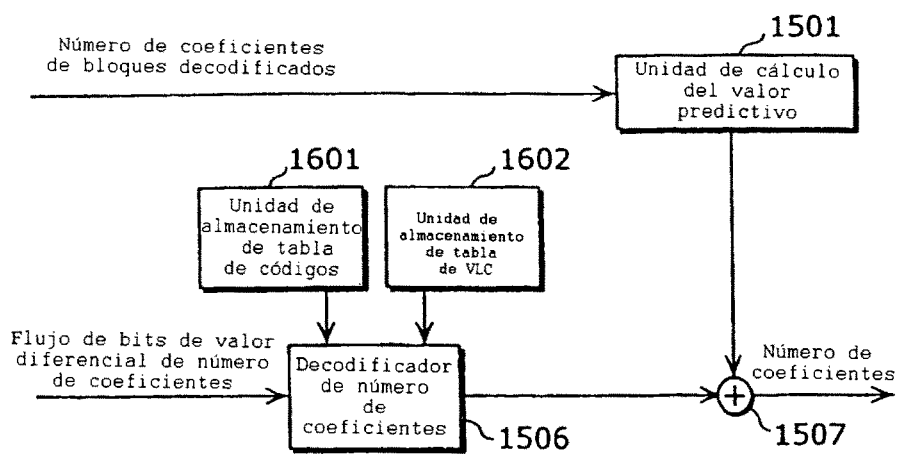 Número de coeficientes
de bloques decodificados
1501
Unidad de cálculo
del valor
predictivo
1601
Unidad de
almacenamiento
de tabla
de códigos
1602
Unidad de
almacenamiento
de tabla
de VLC
Flujo de bits de valor
diferencial de número
de coeficientes
Decodificador
de número
de
coeficientes
1506
+
1507
Número de
coeficientes